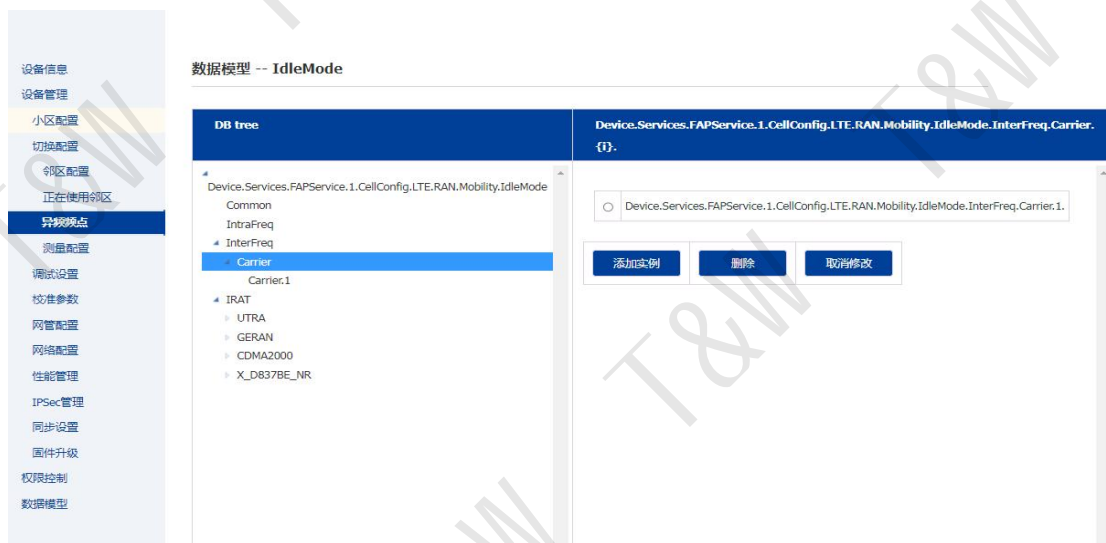 设备信息
设备管理
小区配置
切换配置
邻区配置
正在使用邻区
异频频点
测量配置
调试设置
校准参数
网管配置
网络配置
性能管理
IPSec管理
同步设置
固件升级
权限控制
数据模型
数据模型 -- IdleMode
DB tree
Device.Services.FAPService.1.CellConfig.LTE.RAN.Mobility.IdleMode
Common
IntraFreq
InterFreq
Carrier
Carrier.1
IRAT
UTRA
GERAN
CDMA2000
X_D837BE_NR
Device.Services.FAPService.1.CellConfig.LTE.RAN.Mobility.IdleMode.InterFreq.Carrier.
{i}.
Device.Services.FAPService.1.CellConfig.LTE.RAN.Mobility.IdleMode.InterFreq.Carrier.1.
添加实例 删除 取消修改
T&W
T&W
T&W